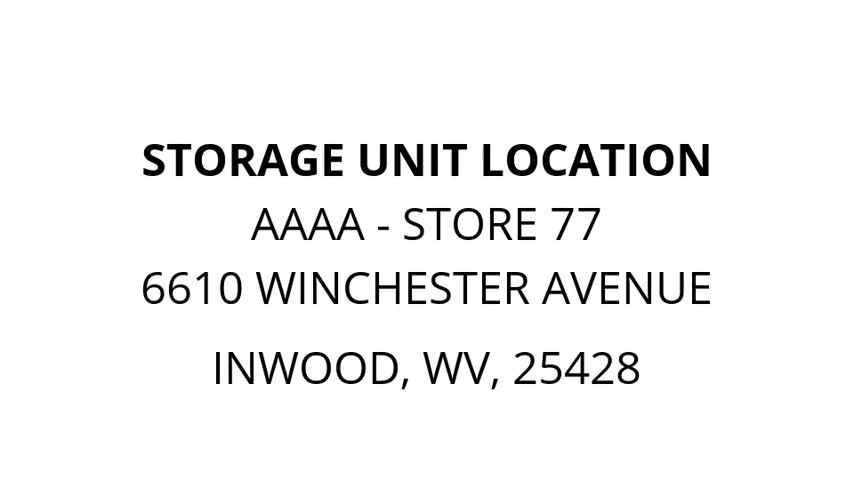 STORAGE UNIT LOCATION
AAAA - STORE 77
6610 WINCHESTER AVENUE
INWOOD, WV, 25428